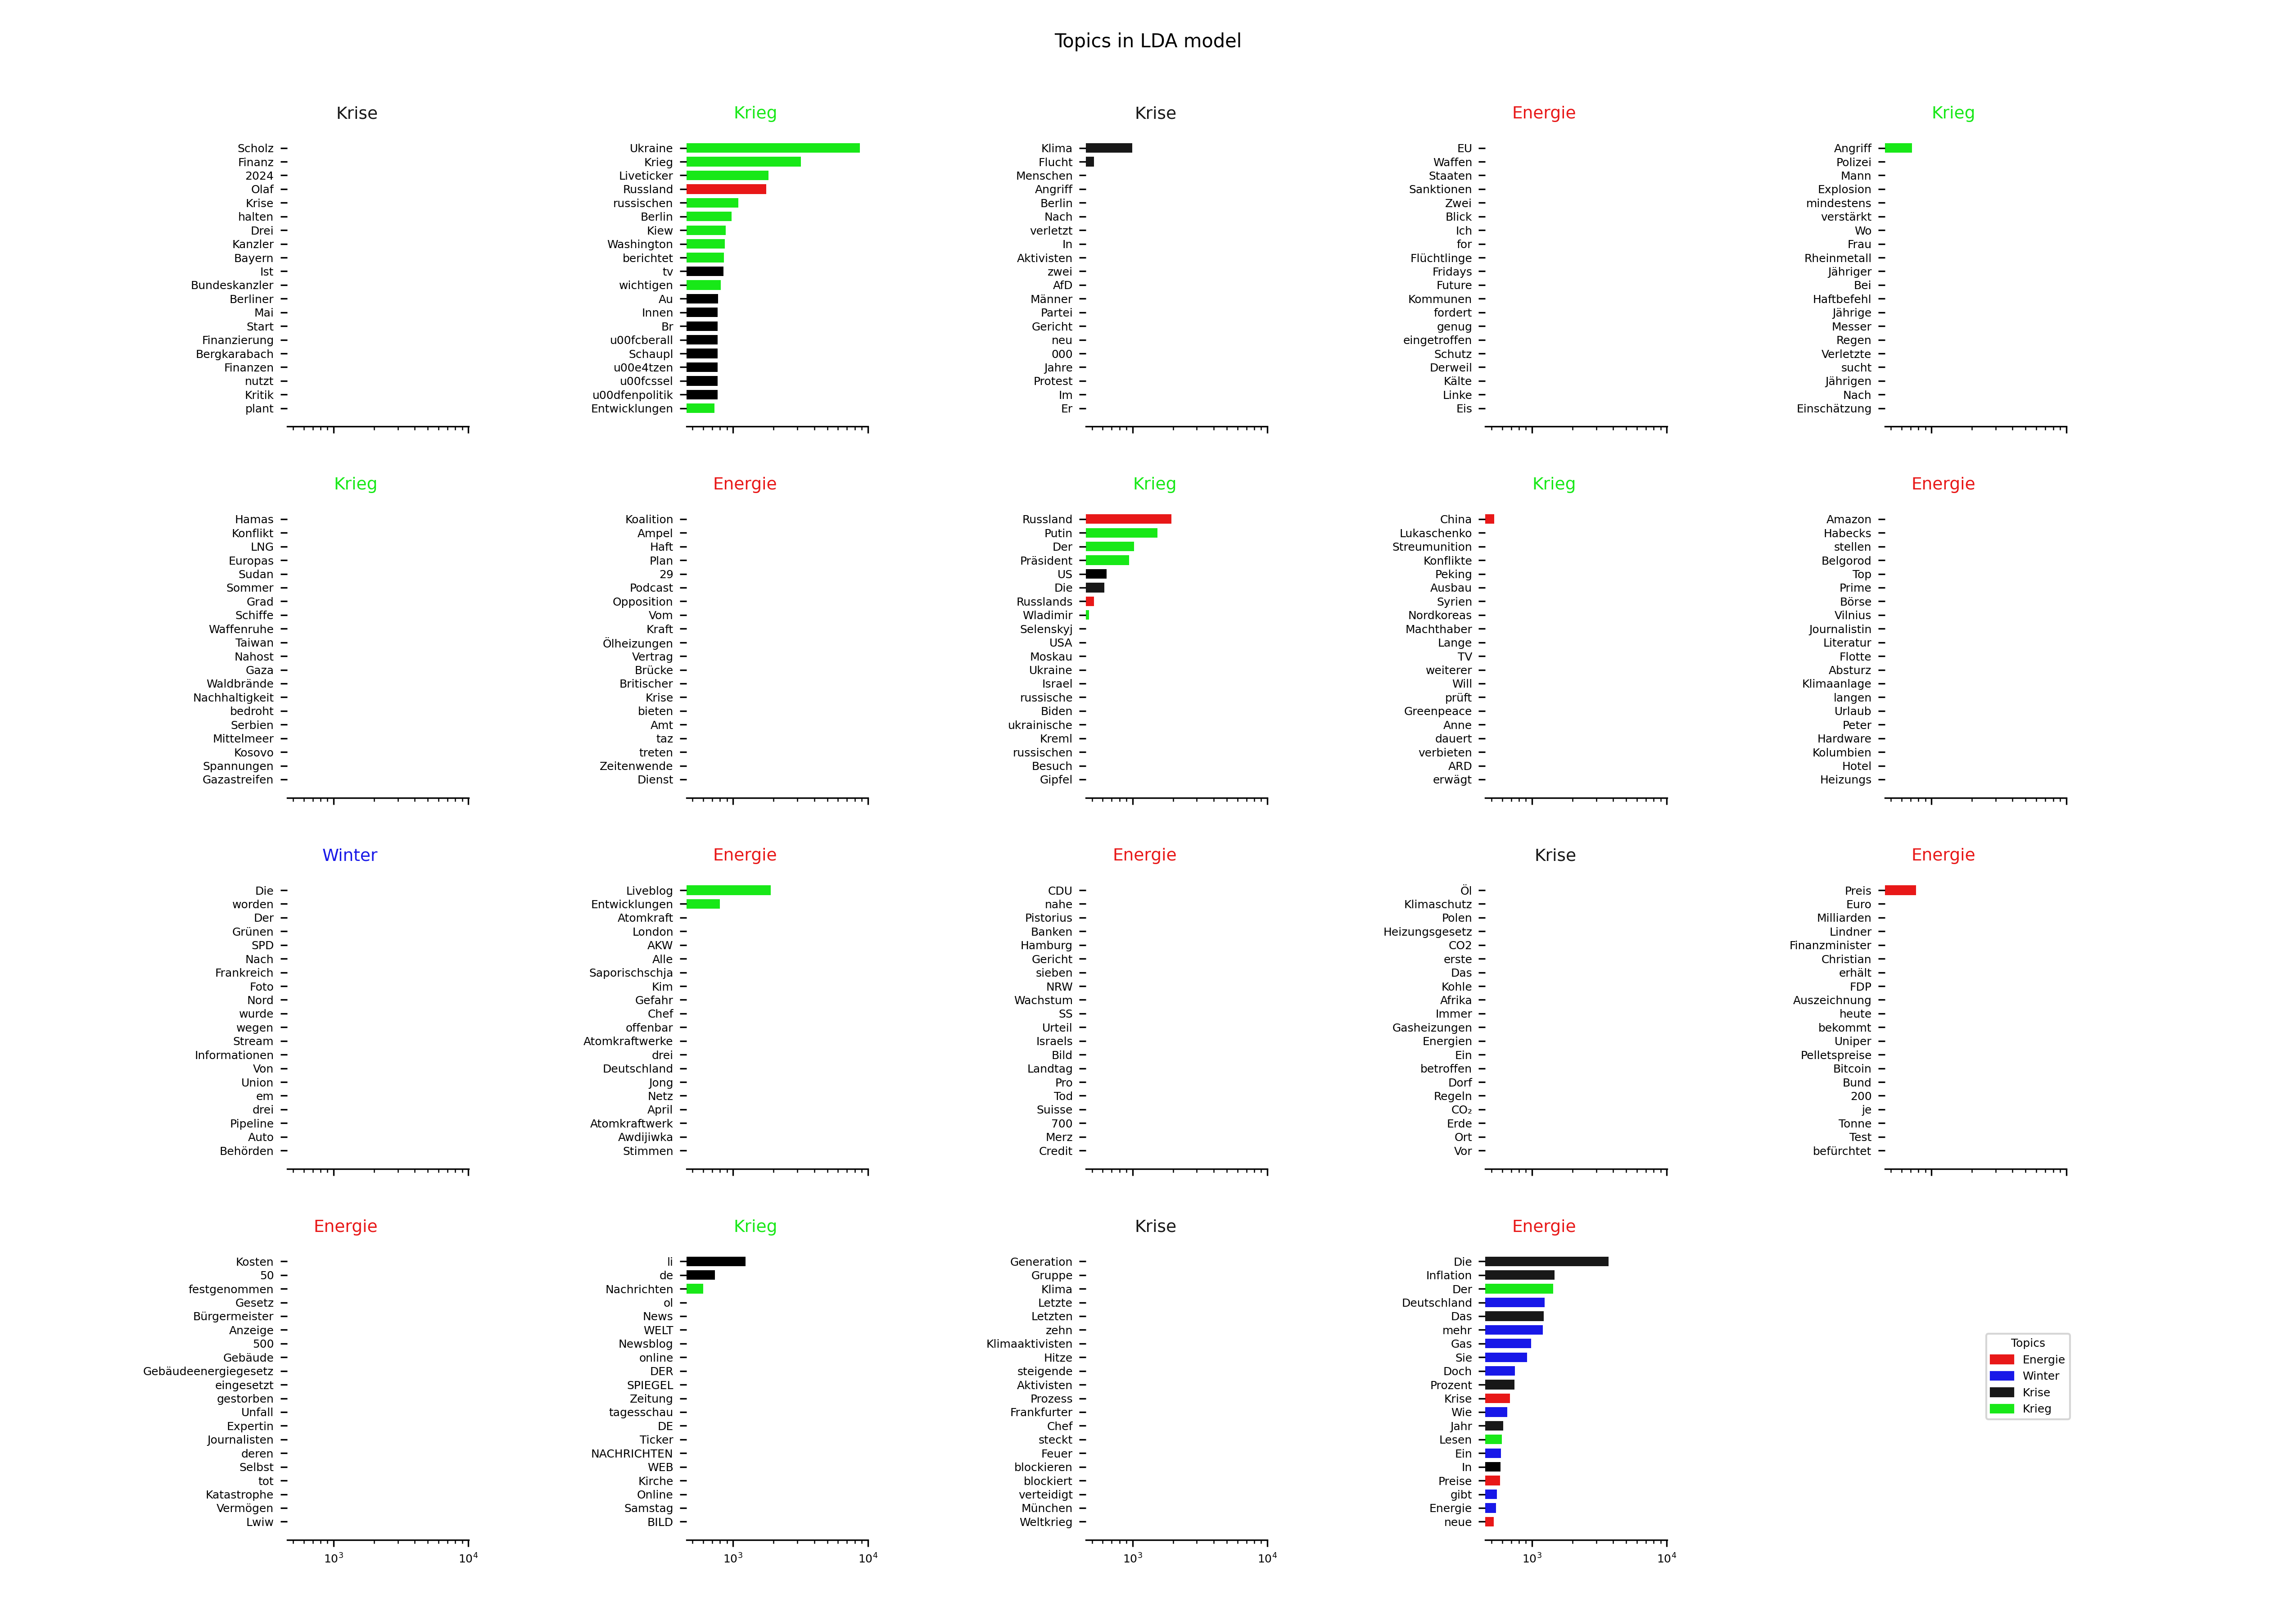 Topics in LDA model
Krise
Scholz
Finanz
2024
Olaf
Krise
halten
Drei
Kanzler
Bayern
Ist
Bundeskanzler
Berliner
Mai
Start
Finanzierung
Bergkarabach
Finanzen
nutzt
Kritik
plant
Krieg
Ukraine
Krieg
Liveticker
Russland
russischen
Berlin
Kiew
Washington
berichtet
tv
wichtigen
Au
Innen
Br
u00fcberall
Schaupl
u00e4tzen
u00fcssel
u00dfenpolitik
Entwicklungen
Krise
Klima
Flucht
Menschen
Angriff
Berlin
Nach
verletzt
In
Aktivisten
zwei
AfD
Männer
Partei
Gericht
neu
000
Jahre
Protest
Im
Er
Energie
EU
Waffen
Staaten
Sanktionen
Zwei
Blick
Ich
for
Flüchtlinge
Fridays
Future
Kommunen
fordert
genug
eingetroffen
Schutz
Derweil
Kälte
Linke
Eis
Krieg
Angriff
Polizei
Mann
Explosion
mindestens
verstärkt
Wo
Frau
Rheinmetall
Jähriger
Bei
Haftbefehl
Jährige
Messer
Regen
Verletzte
sucht
Jährigen
Nach
Einschätzung
Krieg
Hamas
Konflikt
LNG
Europas
Sudan
Sommer
Grad
Schiffe
Waffenruhe
Taiwan
Nahost
Gaza
Waldbrände
Nachhaltigkeit
bedroht
Serbien
Mittelmeer
Kosovo
Spannungen
Gazastreifen
Energie
Koalition
Ampel
Haft
Plan
29
Podcast
Opposition
Vom
Kraft
Ölheizungen
Vertrag
Brücke
Britischer
Krise
bieten
Amt
taz
treten
Zeitenwende
Dienst
Krieg
Russland
Putin
Der
Präsident
US
Die
Russlands
Wladimir
Selenskyj
USA
Moskau
Ukraine
Israel
russische
Biden
ukrainische
Kreml
russischen
Besuch
Gipfel
Krieg
China
Lukaschenko
Streumunition
Konflikte
Peking
Ausbau
Syrien
Nordkoreas
Machthaber
Lange
TV
weiterer
Will
prüft
Greenpeace
Anne
dauert
verbieten
ARD
erwägt
Energie
Amazon
Habecks
stellen
Belgorod
Top
Prime
Börse
Vilnius
Journalistin
Literatur
Flotte
Absturz
Klimaanlage
langen
Urlaub
Peter
Hardware
Kolumbien
Hotel
Heizungs
Winter
Die
worden
Der
Grünen
SPD
Nach
Frankreich
Foto
Nord
wurde
wegen
Stream
Informationen
Von
Union
em
drei
Pipeline
Auto
Behörden
Energie
Liveblog
Entwicklungen
Atomkraft
London
AKW
Alle
Saporischschja
Kim
Gefahr
Chef
offenbar
Atomkraftwerke
drei
Deutschland
Jong
Netz
April
Atomkraftwerk
Awdijiwka
Stimmen
Energie
CDU
nahe
Pistorius
Banken
Hamburg
Gericht
sieben
NRW
Wachstum
SS
Urteil
Israels
Bild
Landtag
Pro
Tod
Suisse
700
Merz
Credit
Krise
Öl
Klimaschutz
Polen
Heizungsgesetz
CO2
erste
Das
Kohle
Afrika
Immer
Gasheizungen
Energien
Ein
betroffen
Dorf
Regeln
CO₂
Erde
Ort
Vor
Energie
Preis
Euro
Milliarden
Lindner
Finanzminister
Christian
erhält
FDP
Auszeichnung
heute
bekommt
Uniper
Pelletspreise
Bitcoin
Bund
200
je
Tonne
Test
befürchtet
Energie
Kosten
50
festgenommen
Gesetz
Bürgermeister
Anzeige
500
Gebäude
Gebäudeenergiegesetz
eingesetzt
gestorben
Unfall
Expertin
Journalisten
deren
Selbst
tot
Katastrophe
Vermögen
Lwiw
10³ 10⁴
Krieg
li
de
Nachrichten
ol
News
WELT
Newsblog
online
DER
SPIEGEL
Zeitung
tagesschau
DE
Ticker
NACHRICHTEN
WEB
Kirche
Online
Samstag
BILD
10³ 10⁴
Krise
Generation
Gruppe
Klima
Letzte
Letzten
zehn
Klimaaktivisten
Hitze
steigende
Aktivisten
Prozess
Frankfurter
Chef
steckt
Feuer
blockieren
blockiert
verteidigt
München
Weltkrieg
10³ 10⁴
Energie
Die
Inflation
Der
Deutschland
Das
mehr
Gas
Sie
Doch
Prozent
Krise
Wie
Jahr
Lesen
Ein
In
Preise
gibt
Energie
neue
10³ 10⁴
Topics
Energie
Winter
Krise
Krieg